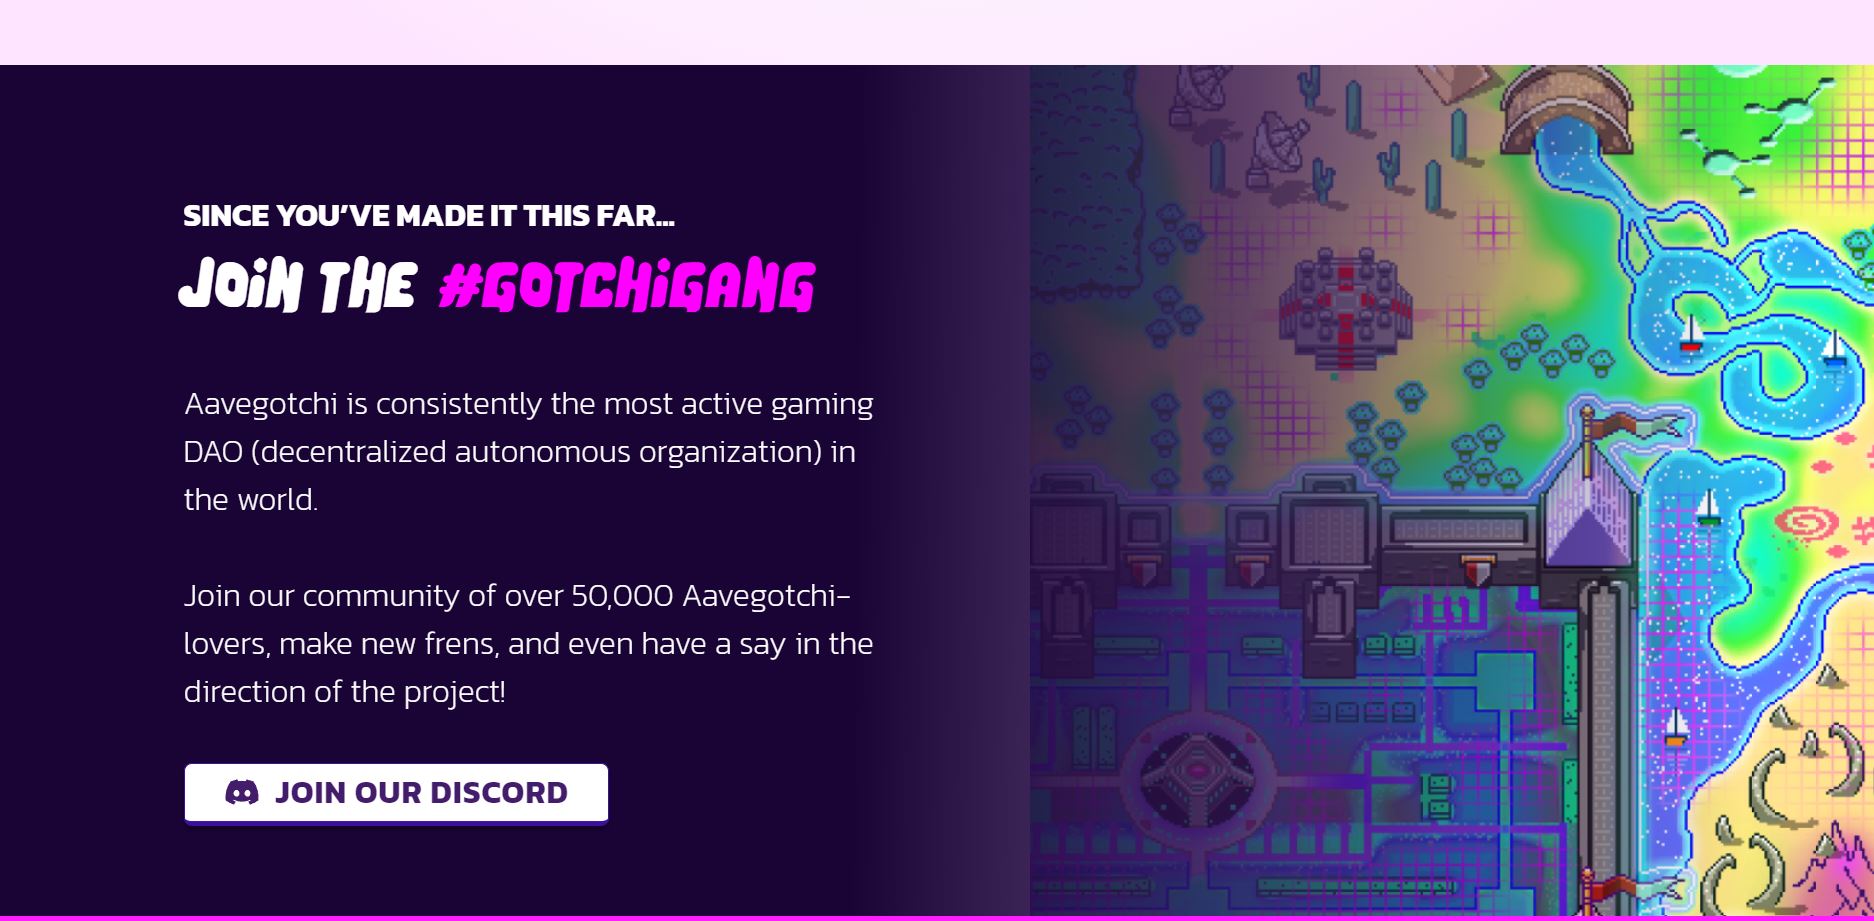 SINCE YOU’VE MADE IT THIS FAR...
JOiN THE #GOTCHiGANG
Aavegotchi is consistently the most active gaming
DAO (decentralized autonomous organization) in
the world.
Join our community of over 50,000 Aavegotchi-
lovers, make new frens, and even have a say in the
direction of the project!
JOIN OUR DISCORD